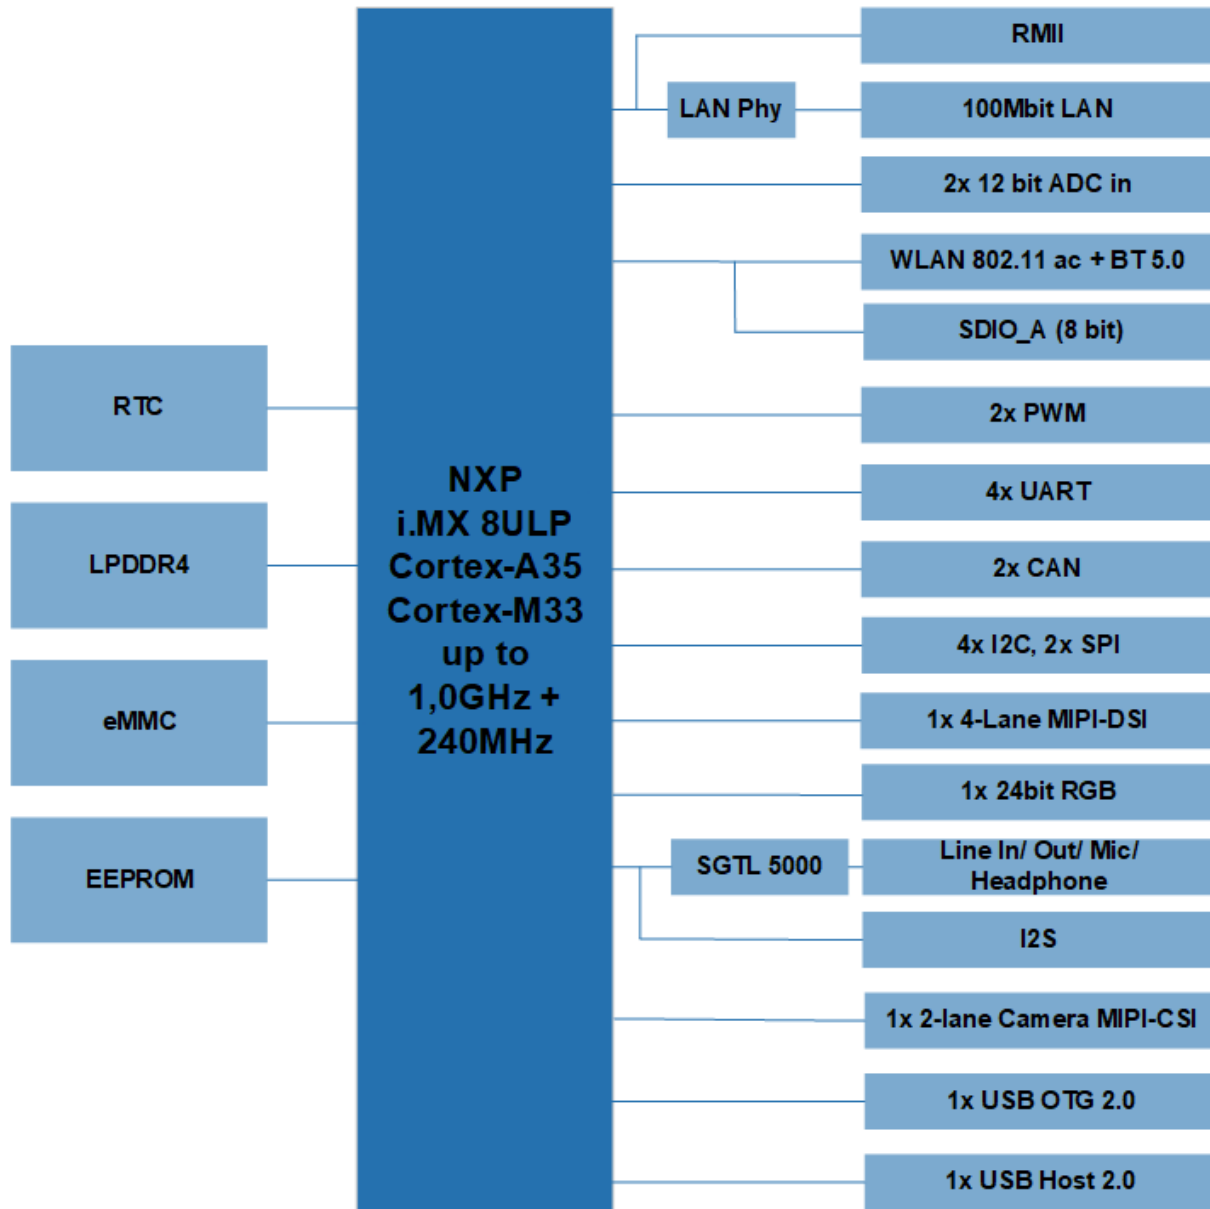 RTC
LPDDR4
eMMC
EEPROM
NXP
i.MX 8ULP
Cortex-A35
Cortex-M33
up to
1,0GHz +
240MHz
RMII
LAN Phy
100Mbit LAN
2x 12 bit ADC in
WLAN 802.11 ac + BT 5.0
SDIO_A (8 bit)
2x PWM
4x UART
2x CAN
4x I2C, 2x SPI
1x 4-Lane MIPI-DSI
1x 24bit RGB
SGTL 5000
Line In/ Out/ Mic/
Headphone
I2S
1x 2-lane Camera MIPI-CSI
1x USB OTG 2.0
1x USB Host 2.0